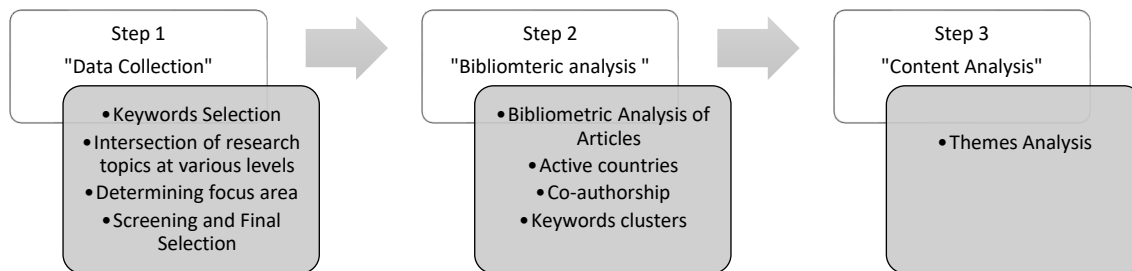 Step 1
"Data Collection"
•Keywords Selection
•Intersection of research
topics at various levels
•Determining focus area
•Screening and Final
Selection
Step 2
"Bibliomteric analysis "
•Bibliometric Analysis of
Articles
•Active countries
•Co-authorship
•Keywords clusters
Step 3
"Content Analysis"
•Themes Analysis